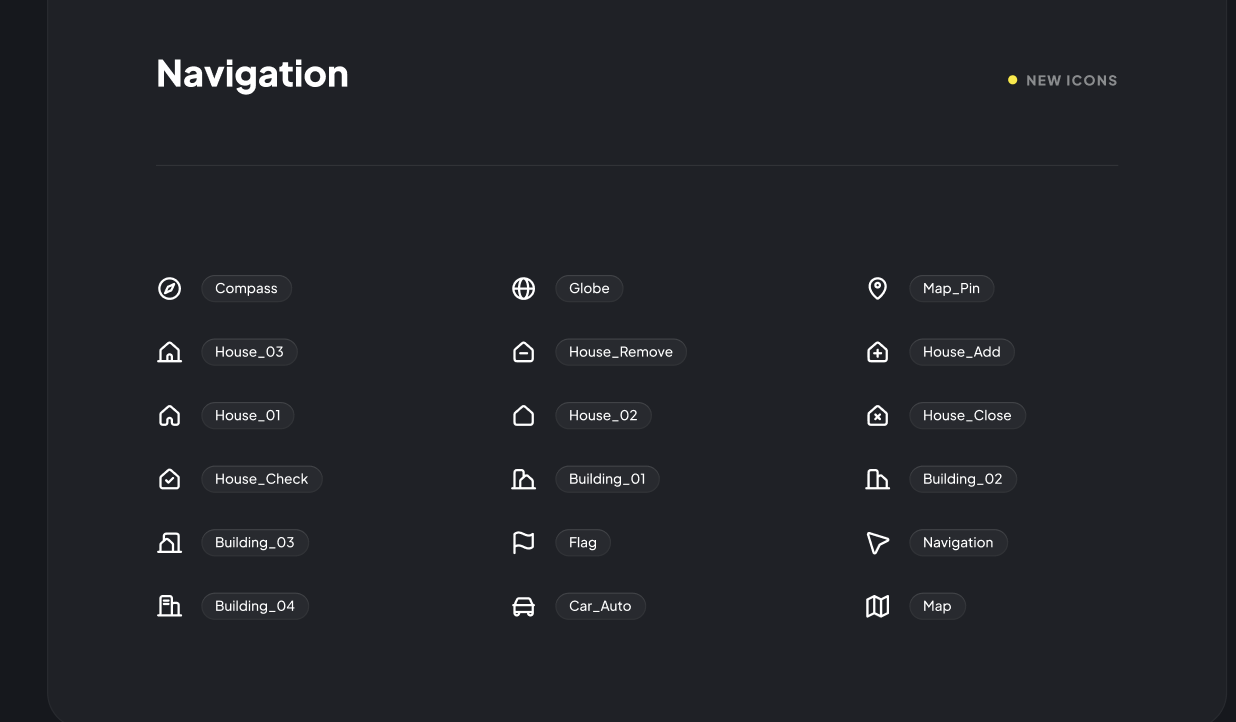 Navigation
NEW ICONS
Compass
Globe
Map_Pin
House_03
House_Remove
House_Add
House_01
House_02
House_Close
House_Check
Building_01
Building_02
Building_03
Flag
Navigation
Building_04
Car_Auto
Map